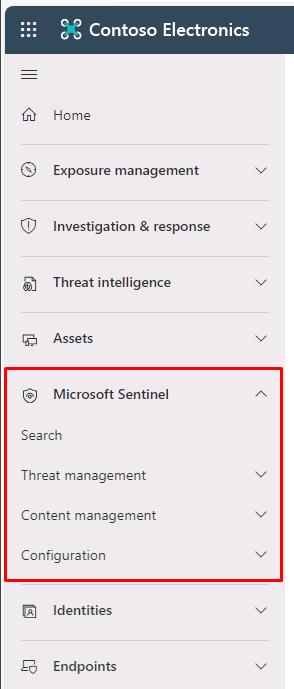 Contoso Electronics
Home
Exposure management
Investigation & response
Threat intelligence
Assets
Microsoft Sentinel
Search
Threat management
Content management
Configuration
Identities
Endpoints